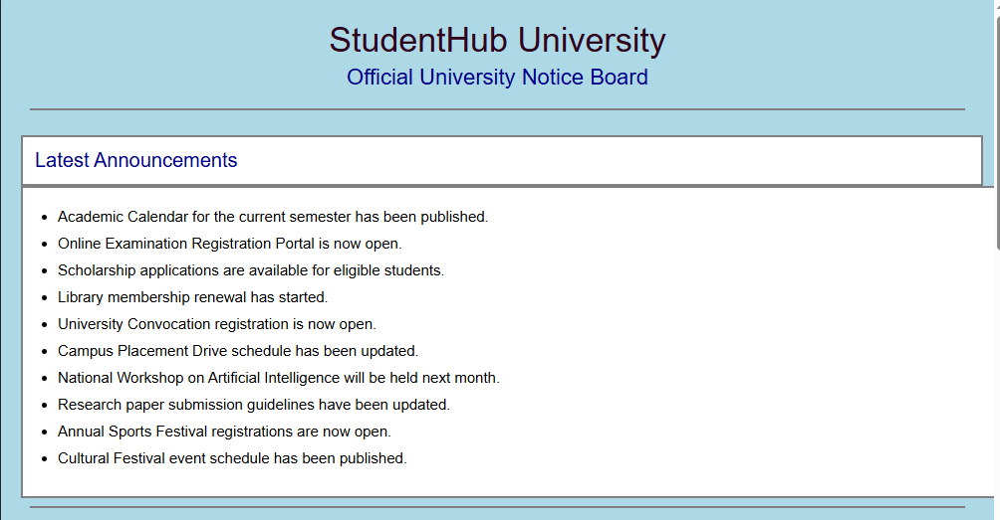 StudentHub University
Official University Notice Board
Latest Announcements
• Academic Calendar for the current semester has been published.
• Online Examination Registration Portal is now open.
• Scholarship applications are available for eligible students.
• Library membership renewal has started.
• University Convocation registration is now open.
• Campus Placement Drive schedule has been updated.
• National Workshop on Artificial Intelligence will be held next month.
• Research paper submission guidelines have been updated.
• Annual Sports Festival registrations are now open.
• Cultural Festival event schedule has been published.